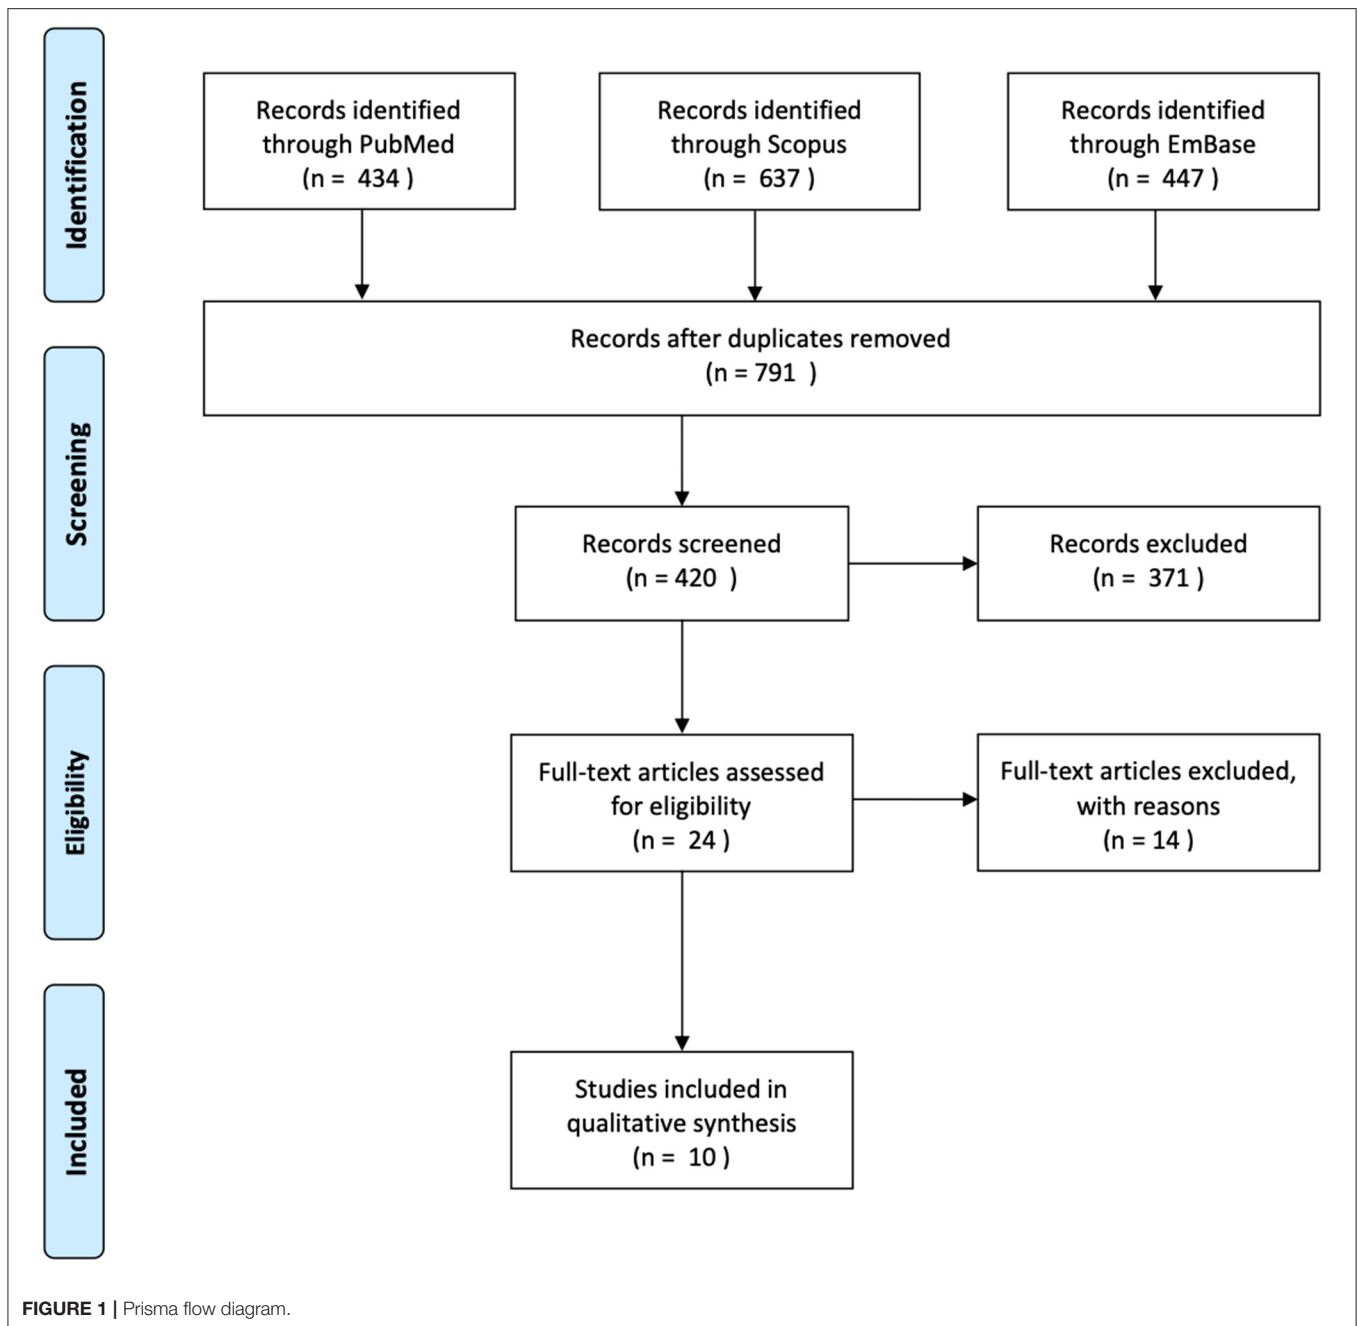 Identification
Records identified
through PubMed
(n = 434 )
Records identified
through Scopus
(n = 637 )
Records identified
through EmBase
(n = 447 )
Records after duplicates removed
(n = 791 )
Screening
Records screened
(n = 420 )
Records excluded
(n = 371 )
Eligibility
Full-text articles assessed
for eligibility
(n = 24 )
Full-text articles excluded,
with reasons
(n = 14 )
Included
Studies included in
qualitative synthesis
(n = 10 )
FIGURE 1 | Prisma flow diagram.